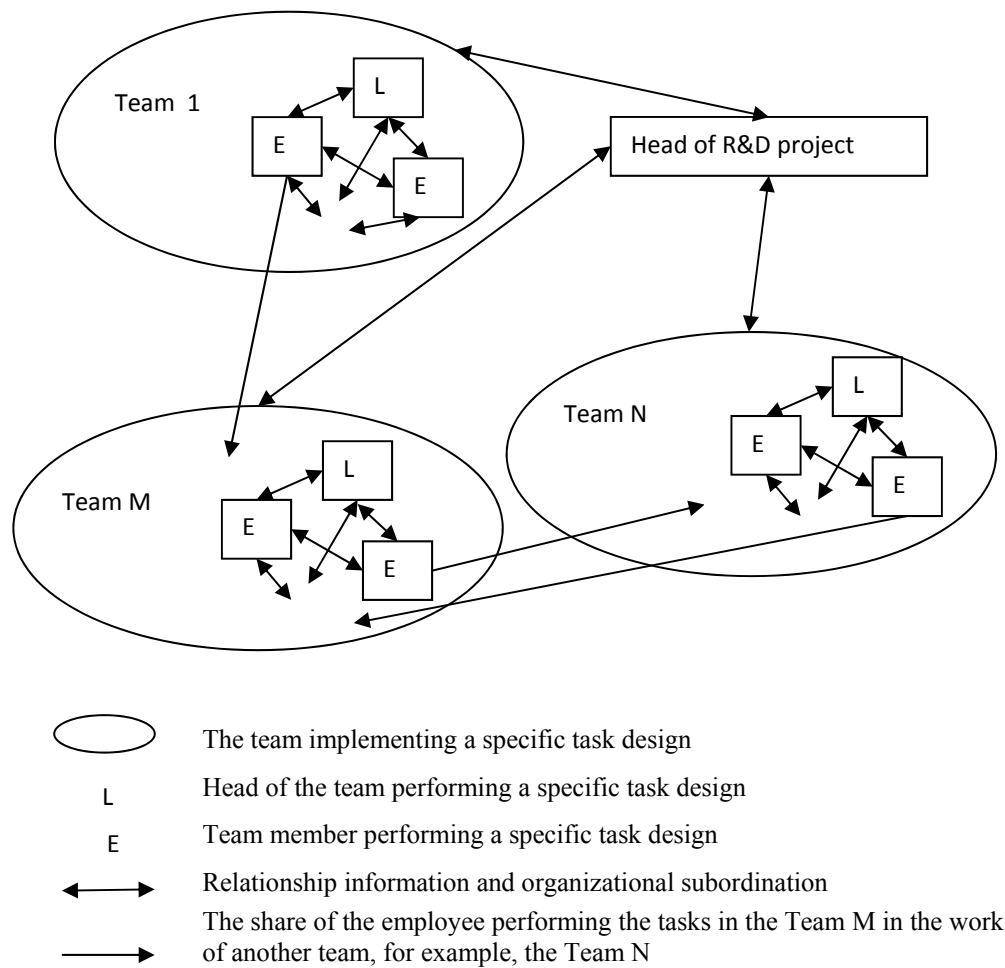 Team 1
L
E
E
Head of R&D project
Team N
L
E
E
Team M
L
E
E
The team implementing a specific task design
L Head of the team performing a specific task design
E Team member performing a specific task design
Relationship information and organizational subordination
The share of the employee performing the tasks in the Team M in the work
of another team, for example, the Team N